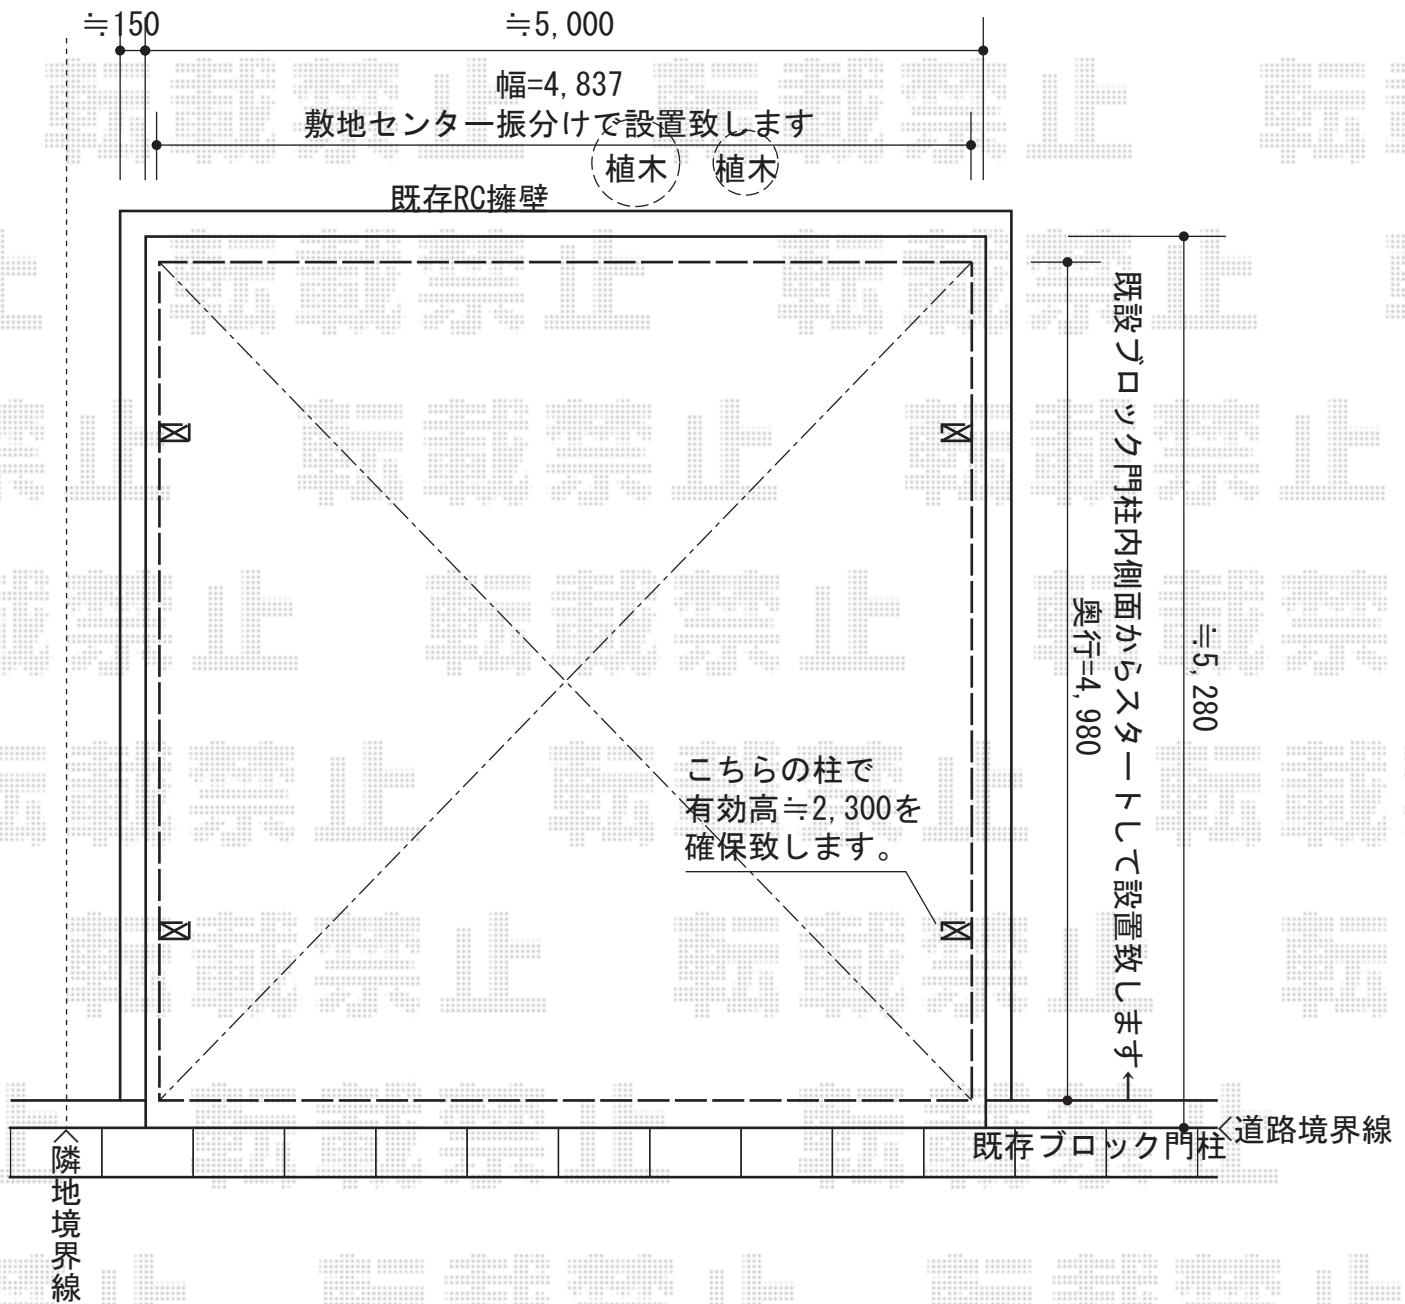 ≒150
≒5,000
幅=4,837
敷地センター振分けで設置致します
植木
植木
既存RC擁壁
既設ブロック門柱内側面からスタートして設置致します→
奥行=4,980
≒5,280
こちらの柱で
有効高≒2,300を
確保致します。
<道路境界線
既存ブロック門柱
<隣地境界線
転載禁止